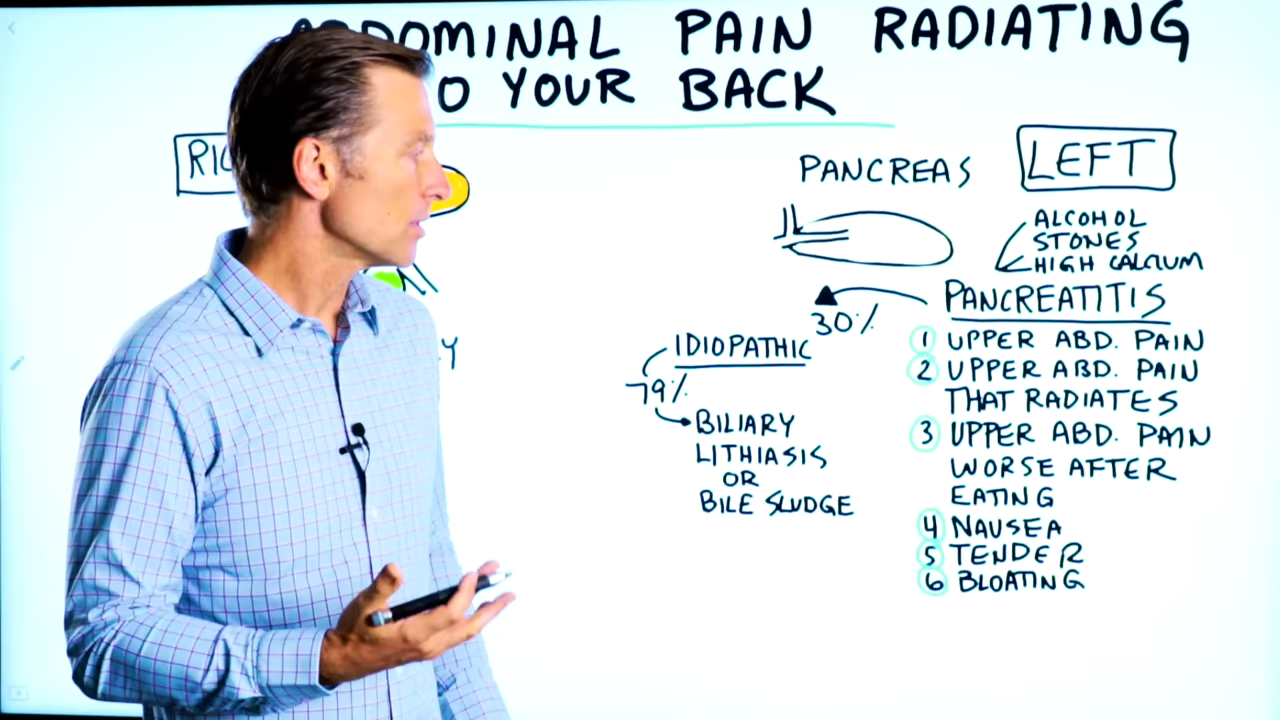 ABDOMINAL PAIN RADIATING
TO YOUR BACK
PANCREAS
LEFT
ALCOHOL
STONES
HIGH CALCIUM
PANCREATITIS
30%
IDIOPATHIC
79%
BILIARY
LITHIASIS
OR
BILE SLUDGE
1 UPPER ABD. PAIN
2 UPPER ABD. PAIN
THAT RADIATES
3 UPPER ABD. PAIN
WORSE AFTER
EATING
4 NAUSEA
5 TENDER
6 BLOATING